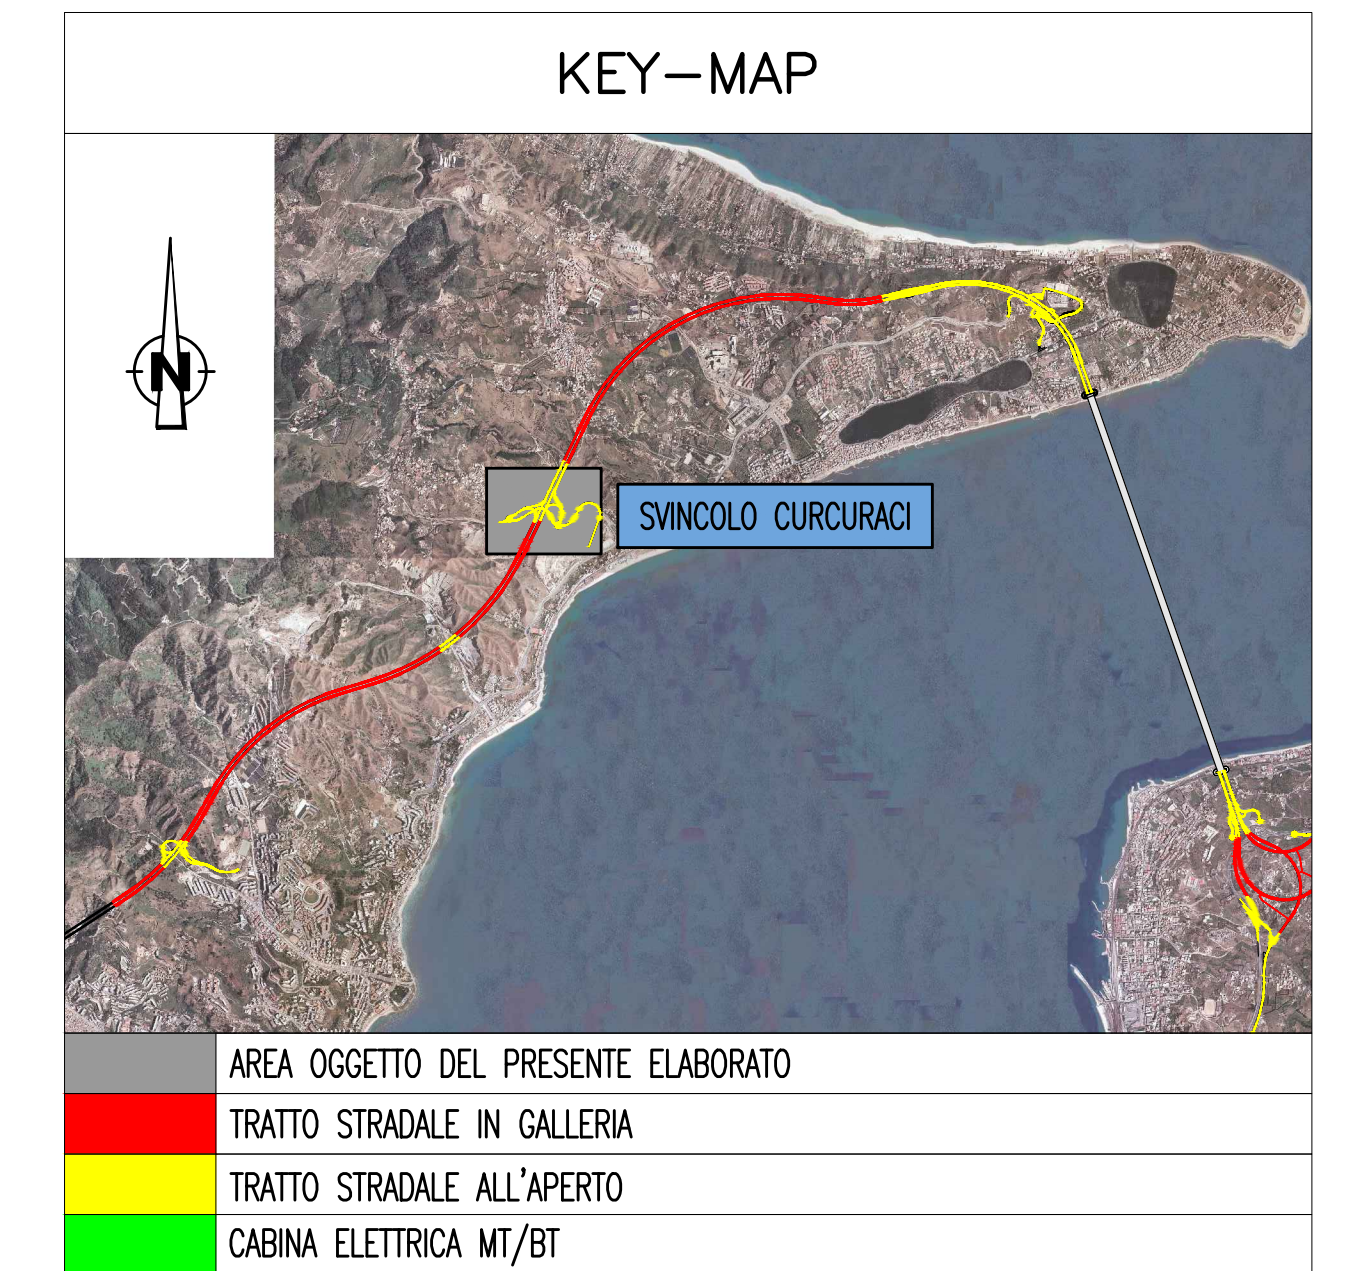 KEY-MAP
N
SVINCOLO CURCURACI
AREA OGGETTO DEL PRESENTE ELABORATO
TRATTO STRADALE IN GALLERIA
TRATTO STRADALE ALL'APERTO
CABINA ELETTRICA MT/BT